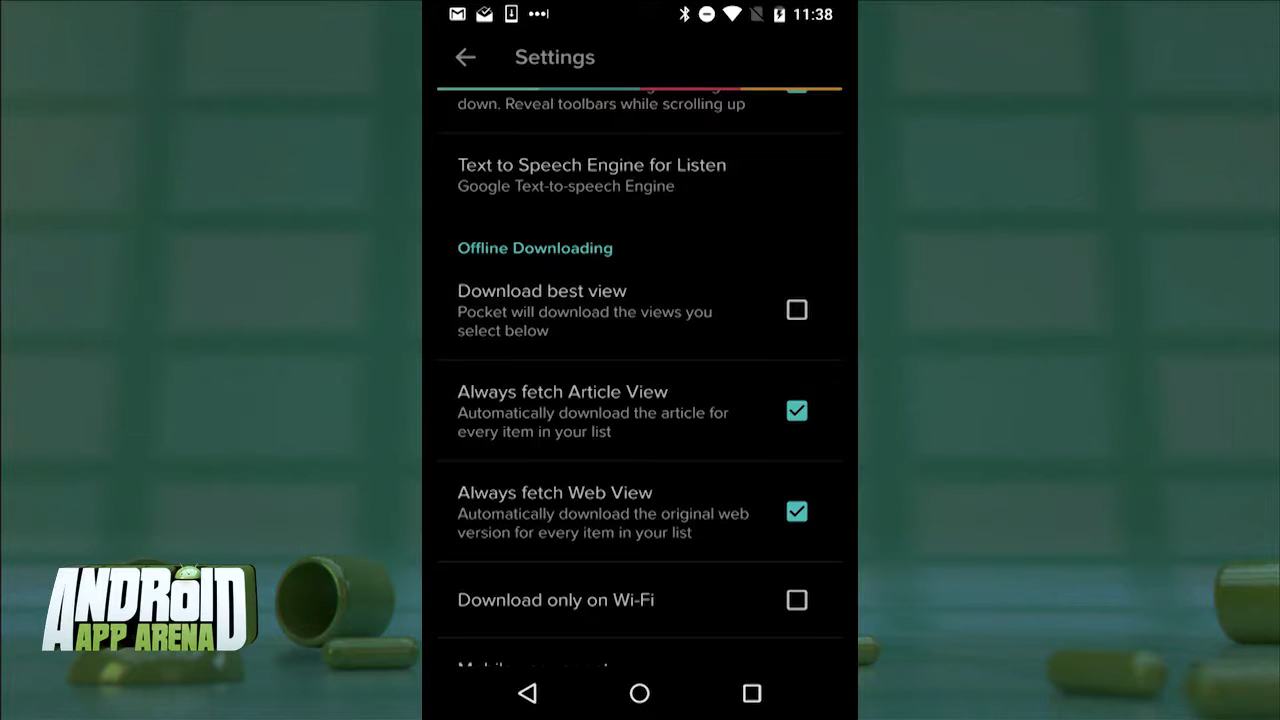 11:38
Settings
down. Reveal toolbars while scrolling up
Text to Speech Engine for Listen
Google Text-to-speech Engine
Offline Downloading
Download best view
Pocket will download the views you
select below
Always fetch Article View
Automatically download the article for
every item in your list
Always fetch Web View
Automatically download the original web
version for every item in your list
Download only on Wi-Fi
ANDROID
APP ARENA